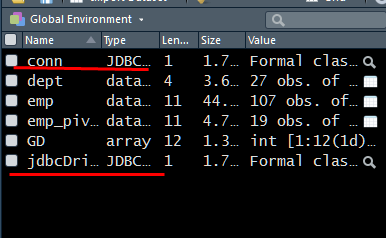 Global Environment
Name Type Len... Size Value
conn JDBC... 1 1.7... Formal clas...
dept data... 4 3.6... 27 obs. of...
emp data... 11 44.... 107 obs. of...
emp_piv... data... 11 4.7... 19 obs. of...
GD array 12 1.3... int [1:12(1d)...
jdbcDri... JDBC... 1 1.7... Formal clas...